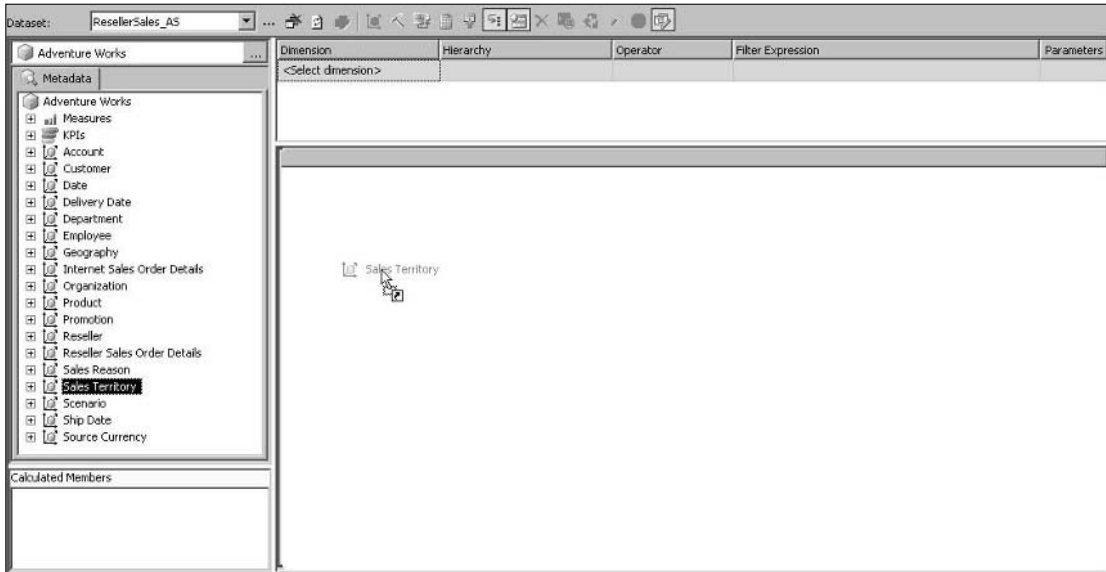 Dataset: ResellerSales_AS ...
Adventure Works ...
Metadata
Adventure Works
Measures
KPIs
Account
Customer
Date
Delivery Date
Department
Employee
Geography
Internet Sales Order Details
Organization
Product
Promotion
Reseller
Reseller Sales Order Details
Sales Reason
Sales Territory
Scenario
Ship Date
Source Currency
Calculated Members
Dimension Hierarchy Operator Filter Expression Parameters
<Select dimension>
Sales Territory